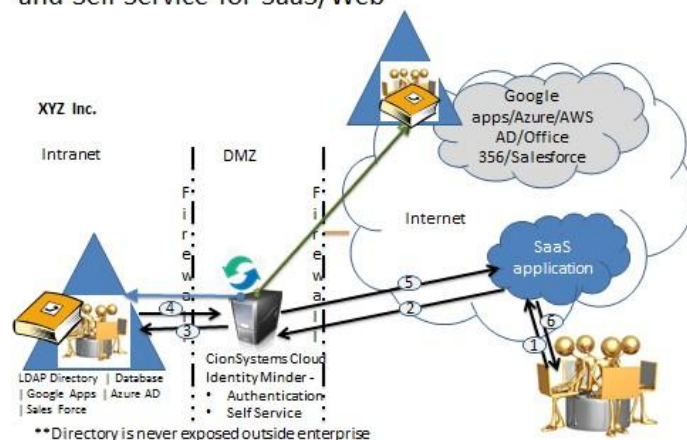 and Self Service for SaaS/Web
XYZ Inc.
Intranet
DMZ
Firewall
Firewall
Internet
Google
apps/Azure/AWS
AD/Office
356/Salesforce
SaaS
application
5
4
2
3
6
1
CionSystems Cloud
Identity Minder -
• Authentication
• Self Service
LDAP Directory | Database
| Google Apps | Azure AD
| Sales Force
**Directory is never exposed outside enterprise